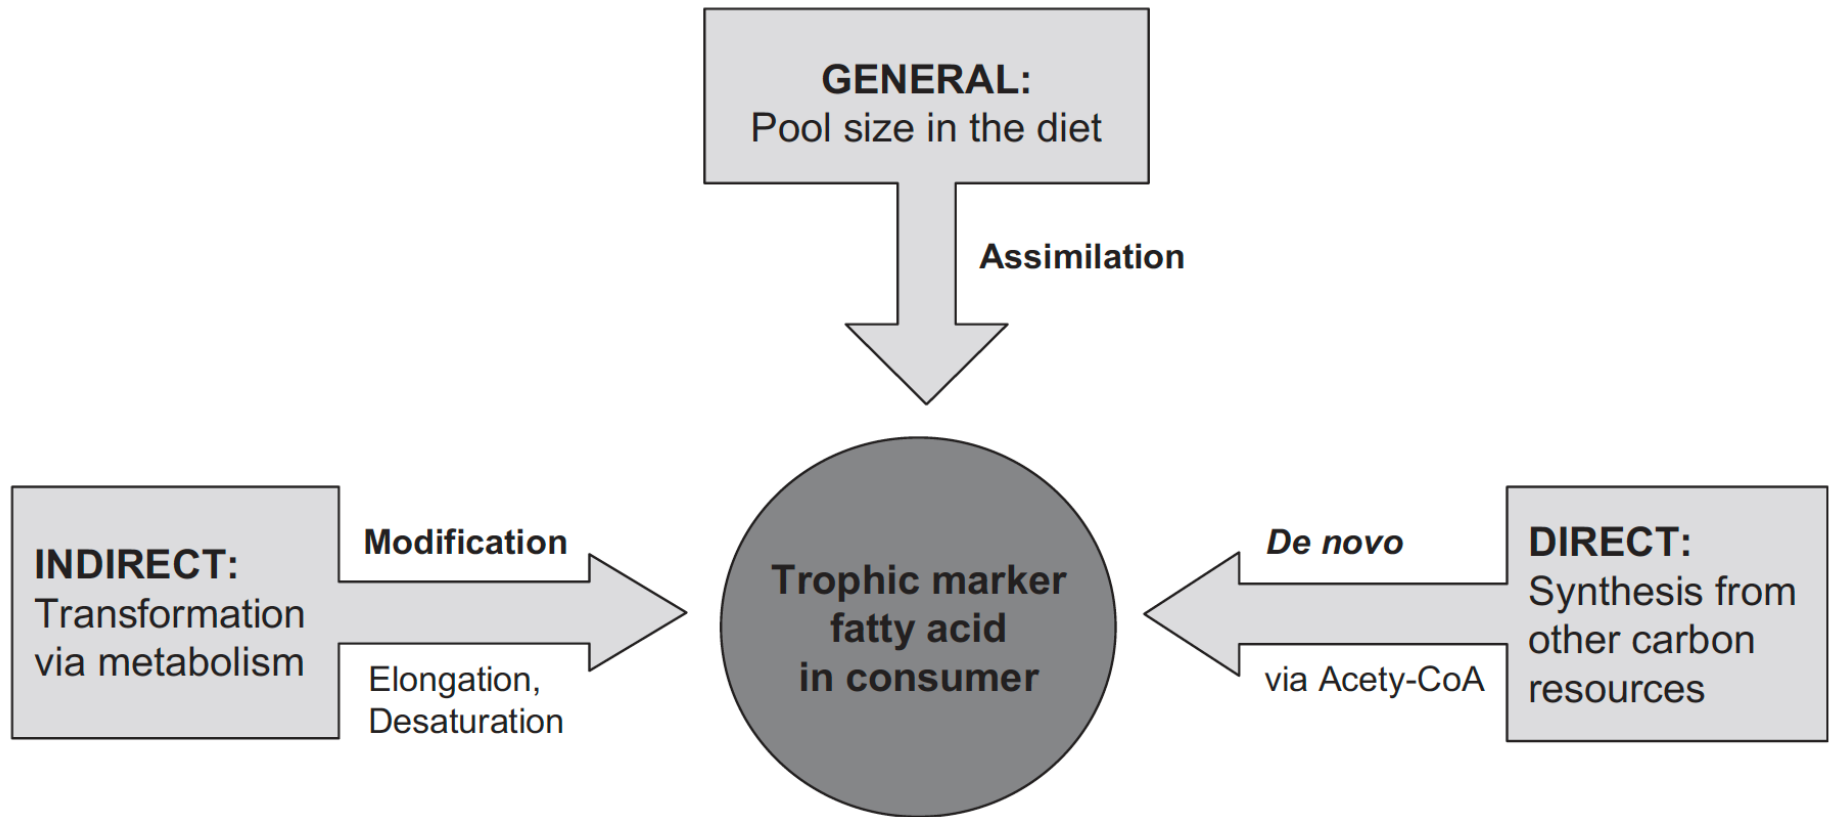 GENERAL:
Pool size in the diet
Assimilation
INDIRECT:
Transformation
via metabolism
Modification
Elongation,
Desaturation
Trophic marker
fatty acid
in consumer
De novo
via Acety-CoA
DIRECT:
Synthesis from
other carbon
resources